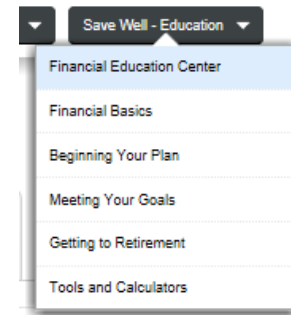 Save Well - Education
Financial Education Center
Financial Basics
Beginning Your Plan
Meeting Your Goals
Getting to Retirement
Tools and Calculators